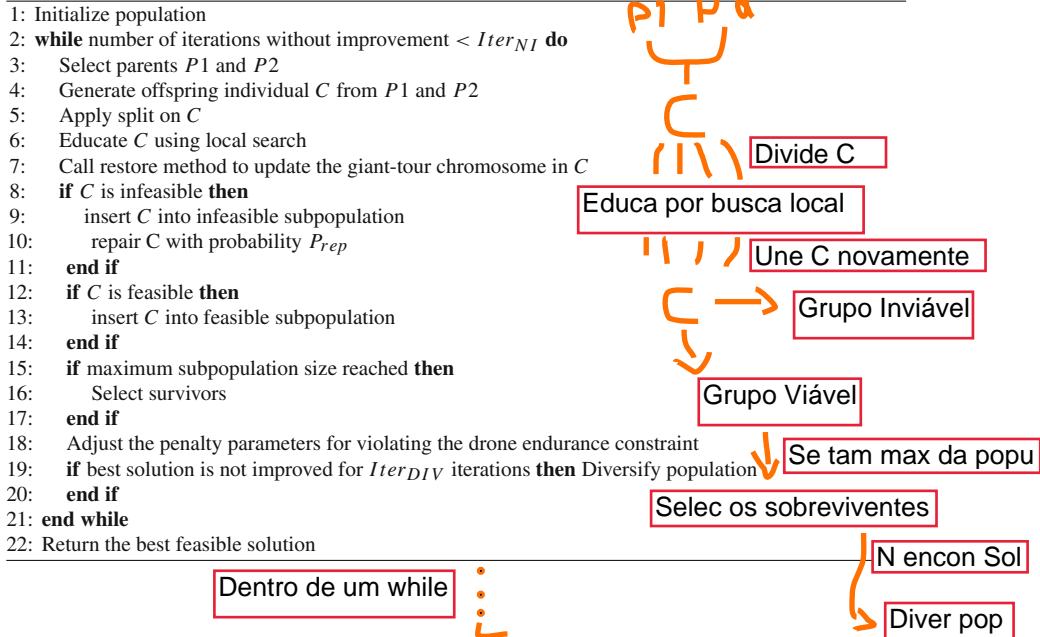 1: Initialize population
2: while number of iterations without improvement < Iter_NI do
3: Select parents P1 and P2
4: Generate offspring individual C from P1 and P2
5: Apply split on C
6: Educate C using local search
7: Call restore method to update the giant-tour chromosome in C
8: if C is infeasible then
9: insert C into infeasible subpopulation
10: repair C with probability P_rep
11: end if
12: if C is feasible then
13: insert C into feasible subpopulation
14: end if
15: if maximum subpopulation size reached then
16: Select survivors
17: end if
18: Adjust the penalty parameters for violating the drone endurance constraint
19: if best solution is not improved for Iter_DIV iterations then Diversify population
20: end if
21: end while
22: Return the best feasible solution
C
Divide C
Educa por busca local
Une C novamente
C
Grupo Inviável
Grupo Viável
Se tam max da popu
Selec os sobreviventes
N encon Sol
Diver pop
Dentro de um while